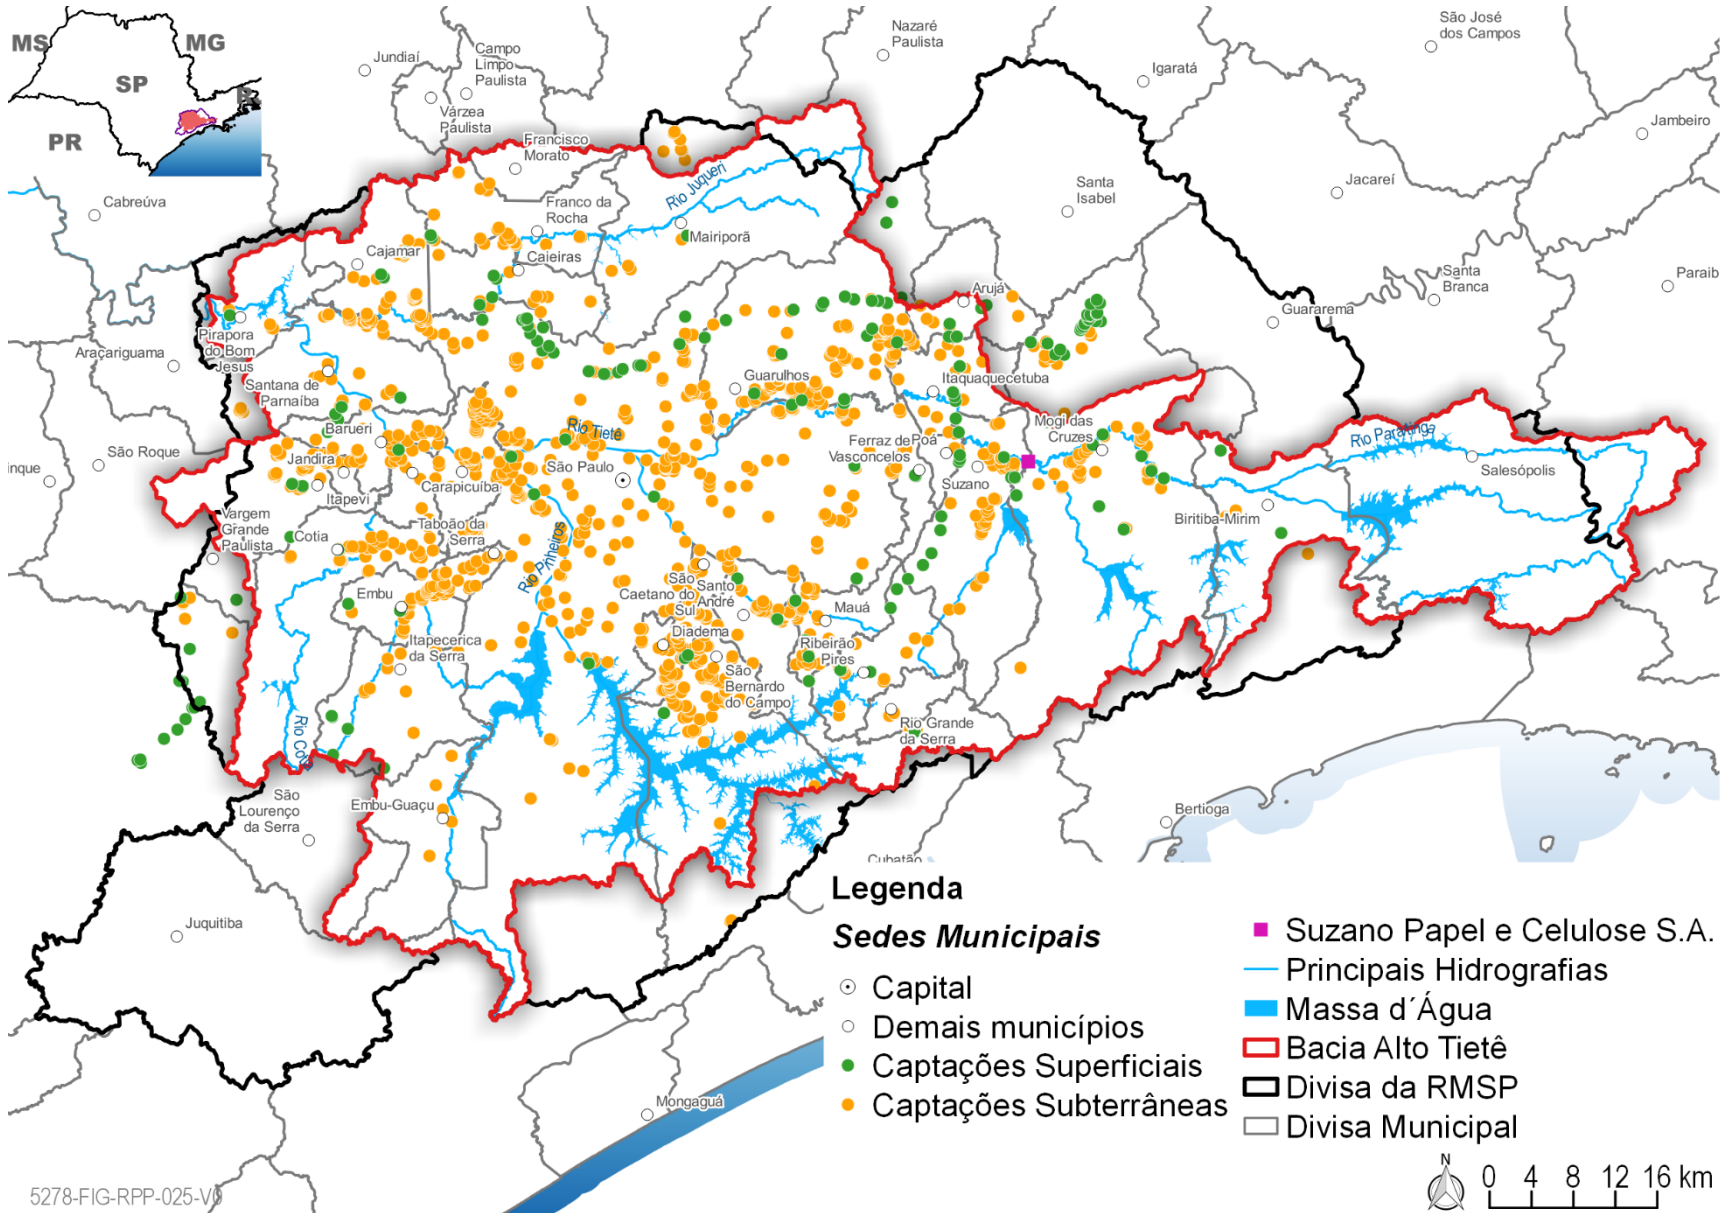 MS
MG
SP
PR
Jundiaí
Campo
Limpo
Paulista
Várzea
Paulista
Nazaré
Paulista
São José
dos Campos
Igaratá
Jambeiro
Francisco
Morato
Cabreúva
Franco da
Rocha
Rio Juqueri
Mairiporã
Santa
Isabel
Jacareí
Cajamar
Caieiras
Arujá
Santa
Branca
Paraib
Guararema
Pirapora
do Bom
Jesus
Araçariguama
Santana de
Parnaíba
Guarulhos
Itaquaquecetuba
Barueri
Rio Tietê
Mogi das
Cruzes
Rio Paraitinga
São Roque
inque
Jandira
Itapevi
Carapicuíba
São Paulo
Ferraz de
Vasconcelos
Poá
Suzano
Salesópolis
Biritiba-Mirim
Vargem
Grande
Paulista
Cotia
Taboão da
Serra
Rio Pinheiros
Embu
São
Caetano do
Sul
Santo
André
Mauá
Diadema
Itapecerica
da Serra
Ribeirão
Pires
São
Bernardo
do Campo
Rio Grande
da Serra
Rio Cotia
São
Lourenço
da Serra
Embu-Guaçu
Bertioga
Cubatão
Juquitiba
Mongaguá
Legenda
Sedes Municipais
Capital
Demais municípios
Captações Superficiais
Captações Subterrâneas
Suzano Papel e Celulose S.A.
Principais Hidrografias
Massa d´Água
Bacia Alto Tietê
Divisa da RMSP
Divisa Municipal
N
0 4 8 12 16 km
5278-FIG-RPP-025-V0